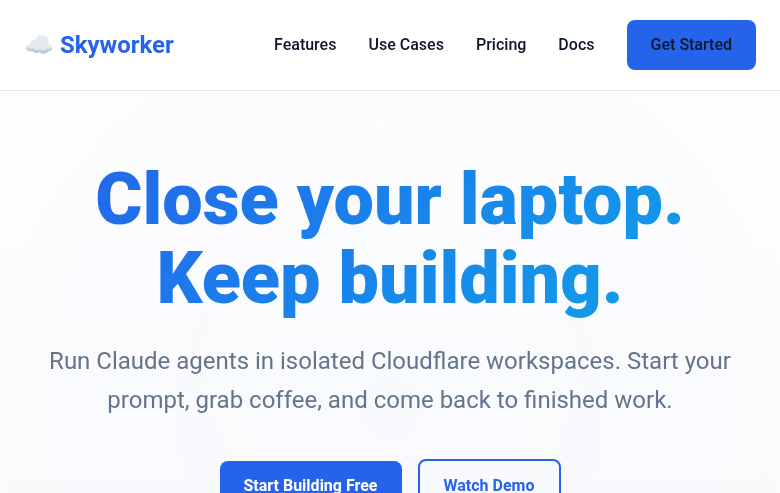 ☁️ Skyworker
Features
Use Cases
Pricing
Docs
Get Started
Close your laptop.
Keep building.
Run Claude agents in isolated Cloudflare workspaces. Start your
prompt, grab coffee, and come back to finished work.
Start Building Free
Watch Demo